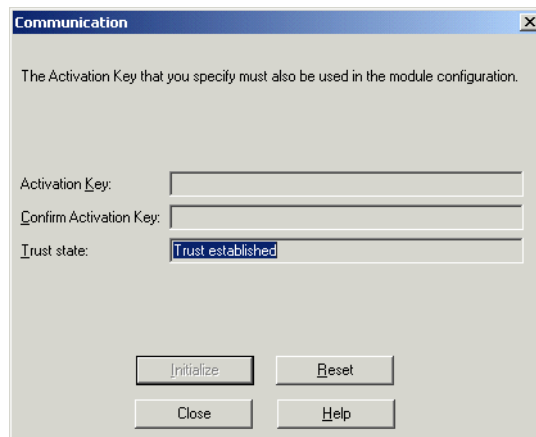 Communication
The Activation Key that you specify must also be used in the module configuration.
Activation Key:
Confirm Activation Key:
Trust state: Trust established
Initialize Reset
Close Help